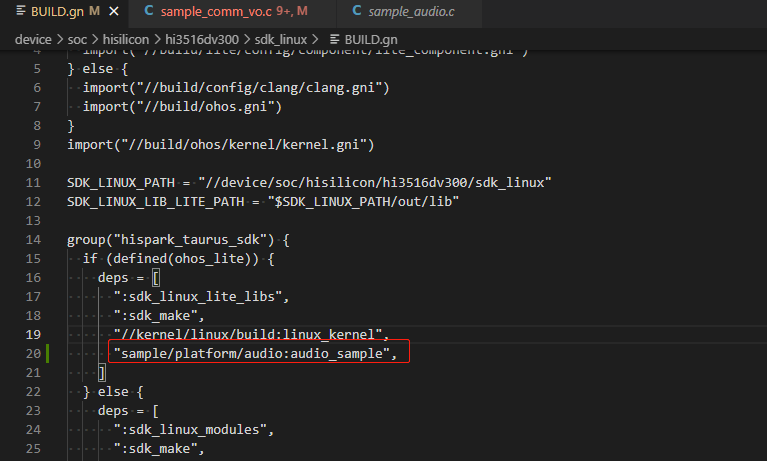 BUILD.gn M ×
C sample_comm_vo.c 9+, M
C sample_audio.c
device > soc > hisilicon > hi3516dv300 > sdk_linux > BUILD.gn
4 import("//build/lite/config/component/lite_component.gni")
5 } else {
6 import("//build/config/clang/clang.gni")
7 import("//build/ohos.gni")
8 }
9 import("//build/ohos/kernel/kernel.gni")
10
11 SDK_LINUX_PATH = "//device/soc/hisilicon/hi3516dv300/sdk_linux"
12 SDK_LINUX_LIB_LITE_PATH = "$SDK_LINUX_PATH/out/lib"
13
14 group("hispark_taurus_sdk") {
15 if (defined(ohos_lite)) {
16 deps = [
17 ":sdk_linux_lite_libs",
18 ":sdk_make",
19 "//kernel/linux/build:linux_kernel",
20 "sample/platform/audio:audio_sample",
21 ]
22 } else {
23 deps = [
24 ":sdk_linux_modules",
25 ":sdk_make",